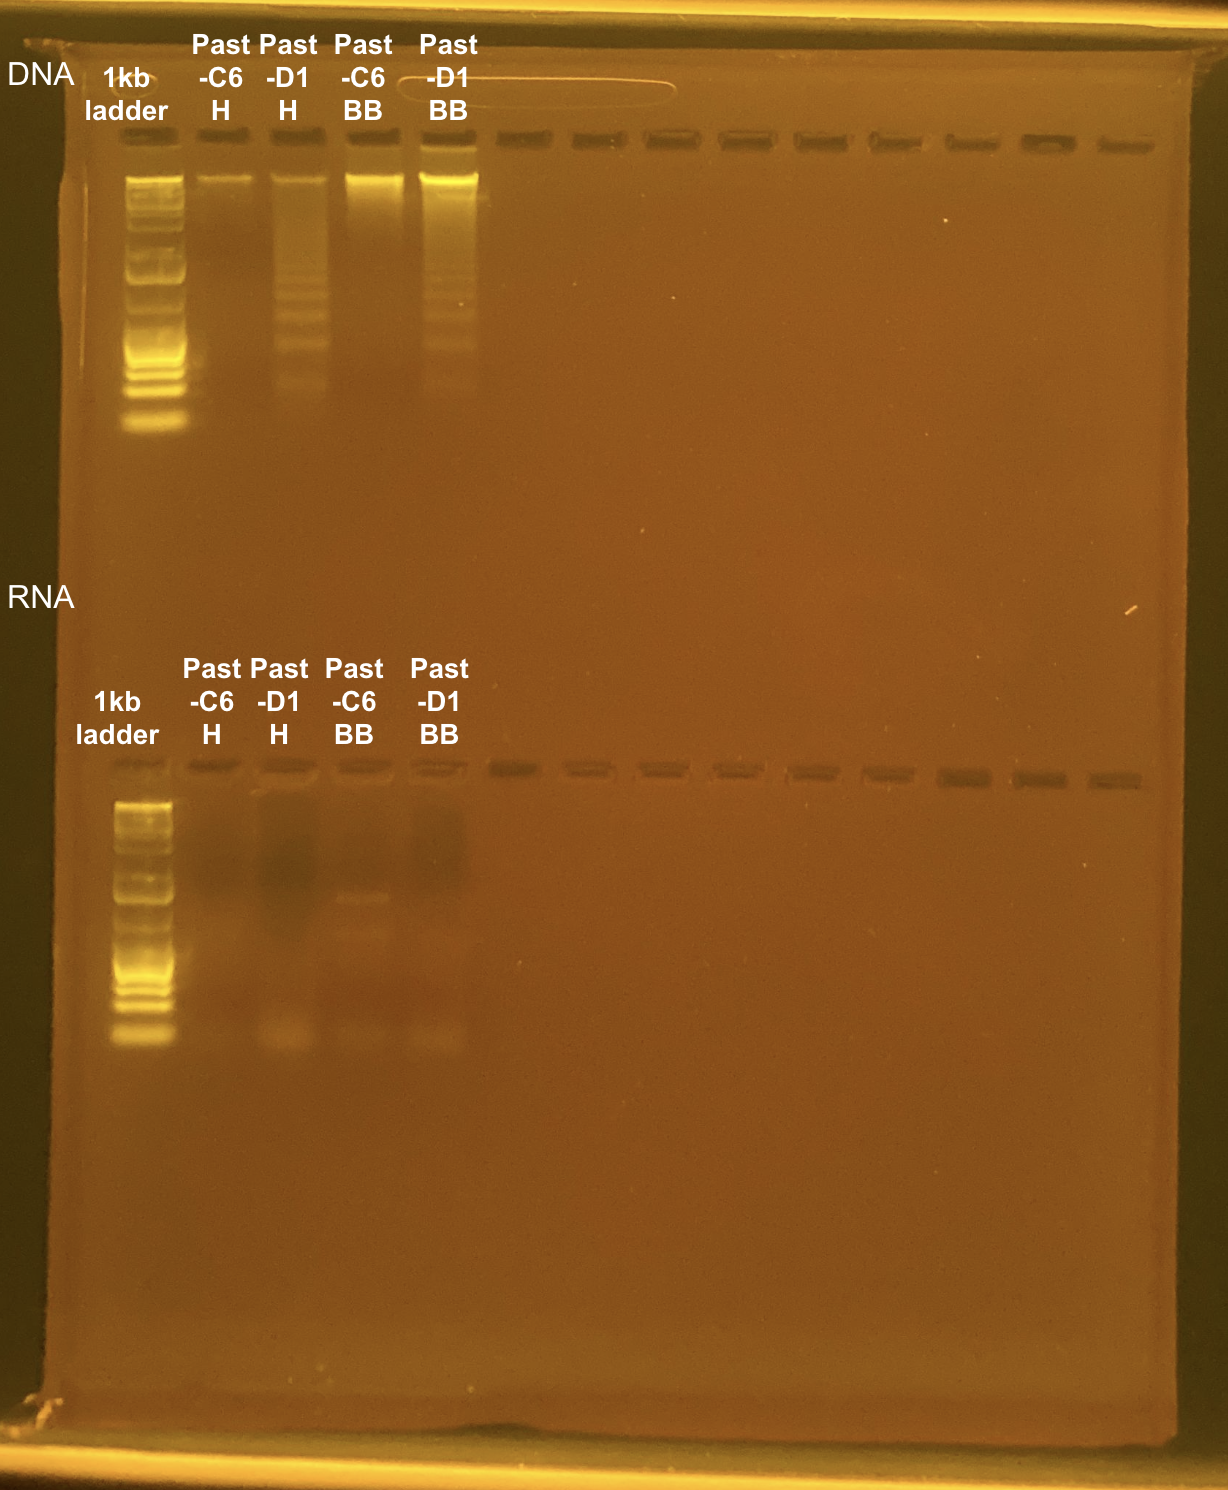 DNA
1kb ladder
Past -C6 H
Past -D1 H
Past -C6 BB
Past -D1 BB
RNA
1kb ladder
Past -C6 H
Past -D1 H
Past -C6 BB
Past -D1 BB